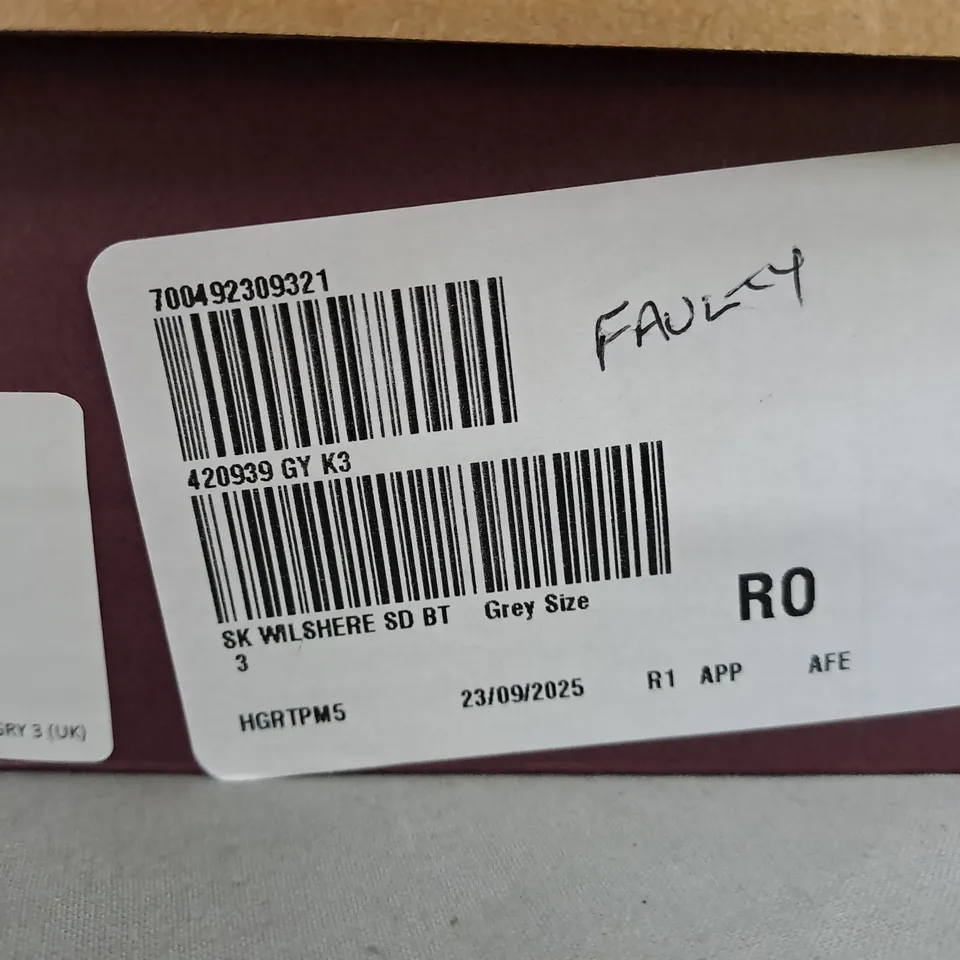 700492309321
FAULTY
420939 GY K3
SK WILSHERE SD BT Grey Size
3
R0
HGRTPM5 23/09/2025 R1 APP AFE
GRY 3 (UK)